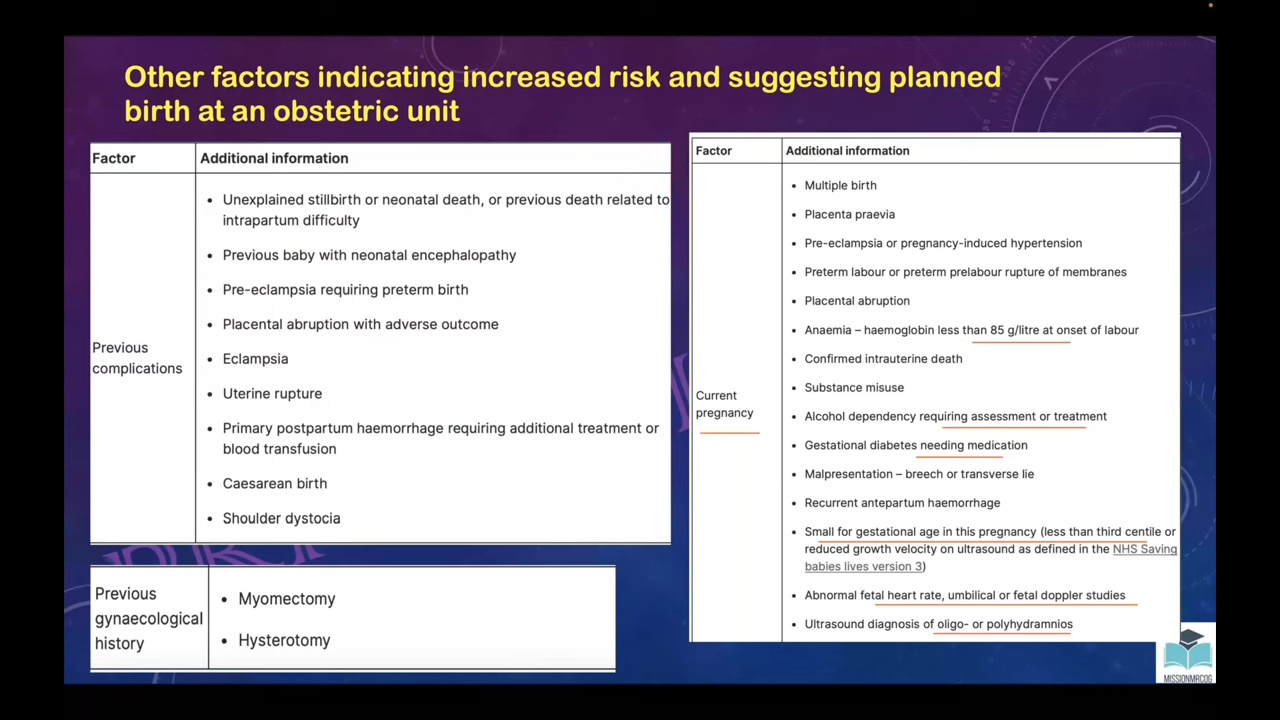 Other factors indicating increased risk and suggesting planned
birth at an obstetric unit
Factor
Additional information
Previous
complications
• Unexplained stillbirth or neonatal death, or previous death related to
intrapartum difficulty
• Previous baby with neonatal encephalopathy
• Pre-eclampsia requiring preterm birth
• Placental abruption with adverse outcome
• Eclampsia
• Uterine rupture
• Primary postpartum haemorrhage requiring additional treatment or
blood transfusion
• Caesarean birth
• Shoulder dystocia
Previous
gynaecological
history
• Myomectomy
• Hysterotomy
Factor
Additional information
Current
pregnancy
• Multiple birth
• Placenta praevia
• Pre-eclampsia or pregnancy-induced hypertension
• Preterm labour or preterm prelabour rupture of membranes
• Placental abruption
• Anaemia – haemoglobin less than 85 g/litre at onset of labour
• Confirmed intrauterine death
• Substance misuse
• Alcohol dependency requiring assessment or treatment
• Gestational diabetes needing medication
• Malpresentation – breech or transverse lie
• Recurrent antepartum haemorrhage
• Small for gestational age in this pregnancy (less than third centile or
reduced growth velocity on ultrasound as defined in the NHS Saving
babies lives version 3)
• Abnormal fetal heart rate, umbilical or fetal doppler studies
• Ultrasound diagnosis of oligo- or polyhydramnios
MISSIONMRCOG